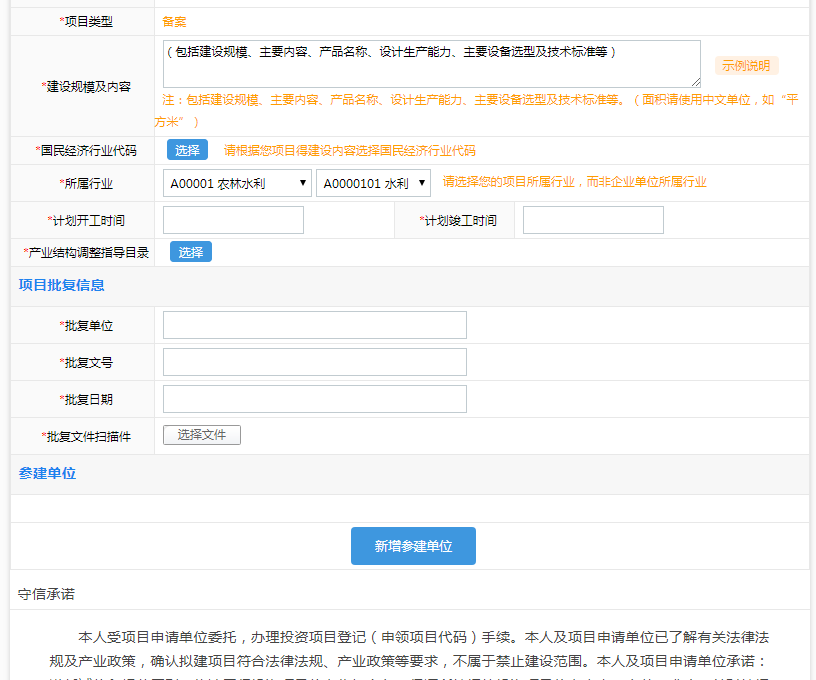 *项目类型 备案
(包括建设规模、主要内容、产品名称、设计生产能力、主要设备选型及技术标准等)
示例说明
*建设规模及内容
注：包括建设规模、主要内容、产品名称、设计生产能力、主要设备选型及技术标准等。（面积请使用中文单位，如“平
方米”）
*国民经济行业代码 选择 请根据您项目得建设内容选择国民经济行业代码
*所属行业 A00001 农林水利 A0000101 水利 请选择您的项目所属行业，而非企业单位所属行业
*计划开工时间 *计划竣工时间
*产业结构调整指导目录 选择
项目批复信息
*批复单位
*批复文号
*批复日期
*批复文件扫描件 选择文件
参建单位
新增参建单位
守信承诺
本人受项目申请单位委托，办理投资项目登记（申领项目代码）手续。本人及项目申请单位已了解有关法律法
规及产业政策，确认拟建项目符合法律法规、产业政策等要求，不属于禁止建设范围。本人及项目申请单位承诺：